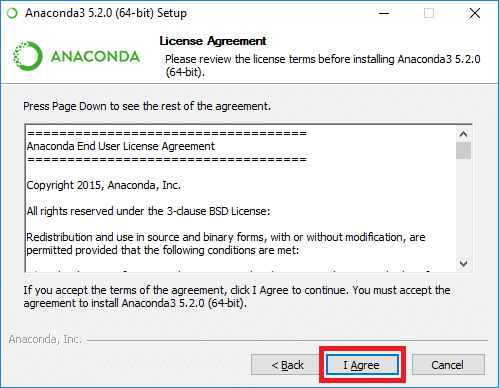 Anaconda3 5.2.0 (64-bit) Setup
License Agreement
ANACONDA
Please review the license terms before installing Anaconda3 5.2.0
(64-bit).
Press Page Down to see the rest of the agreement.
======================================
Anaconda End User License Agreement
======================================
Copyright 2015, Anaconda, Inc.
All rights reserved under the 3-clause BSD License:
Redistribution and use in source and binary forms, with or without modification, are
permitted provided that the following conditions are met:
If you accept the terms of the agreement, click I Agree to continue. You must accept the
agreement to install Anaconda3 5.2.0 (64-bit).
Anaconda, Inc.
< Back
I Agree
Cancel